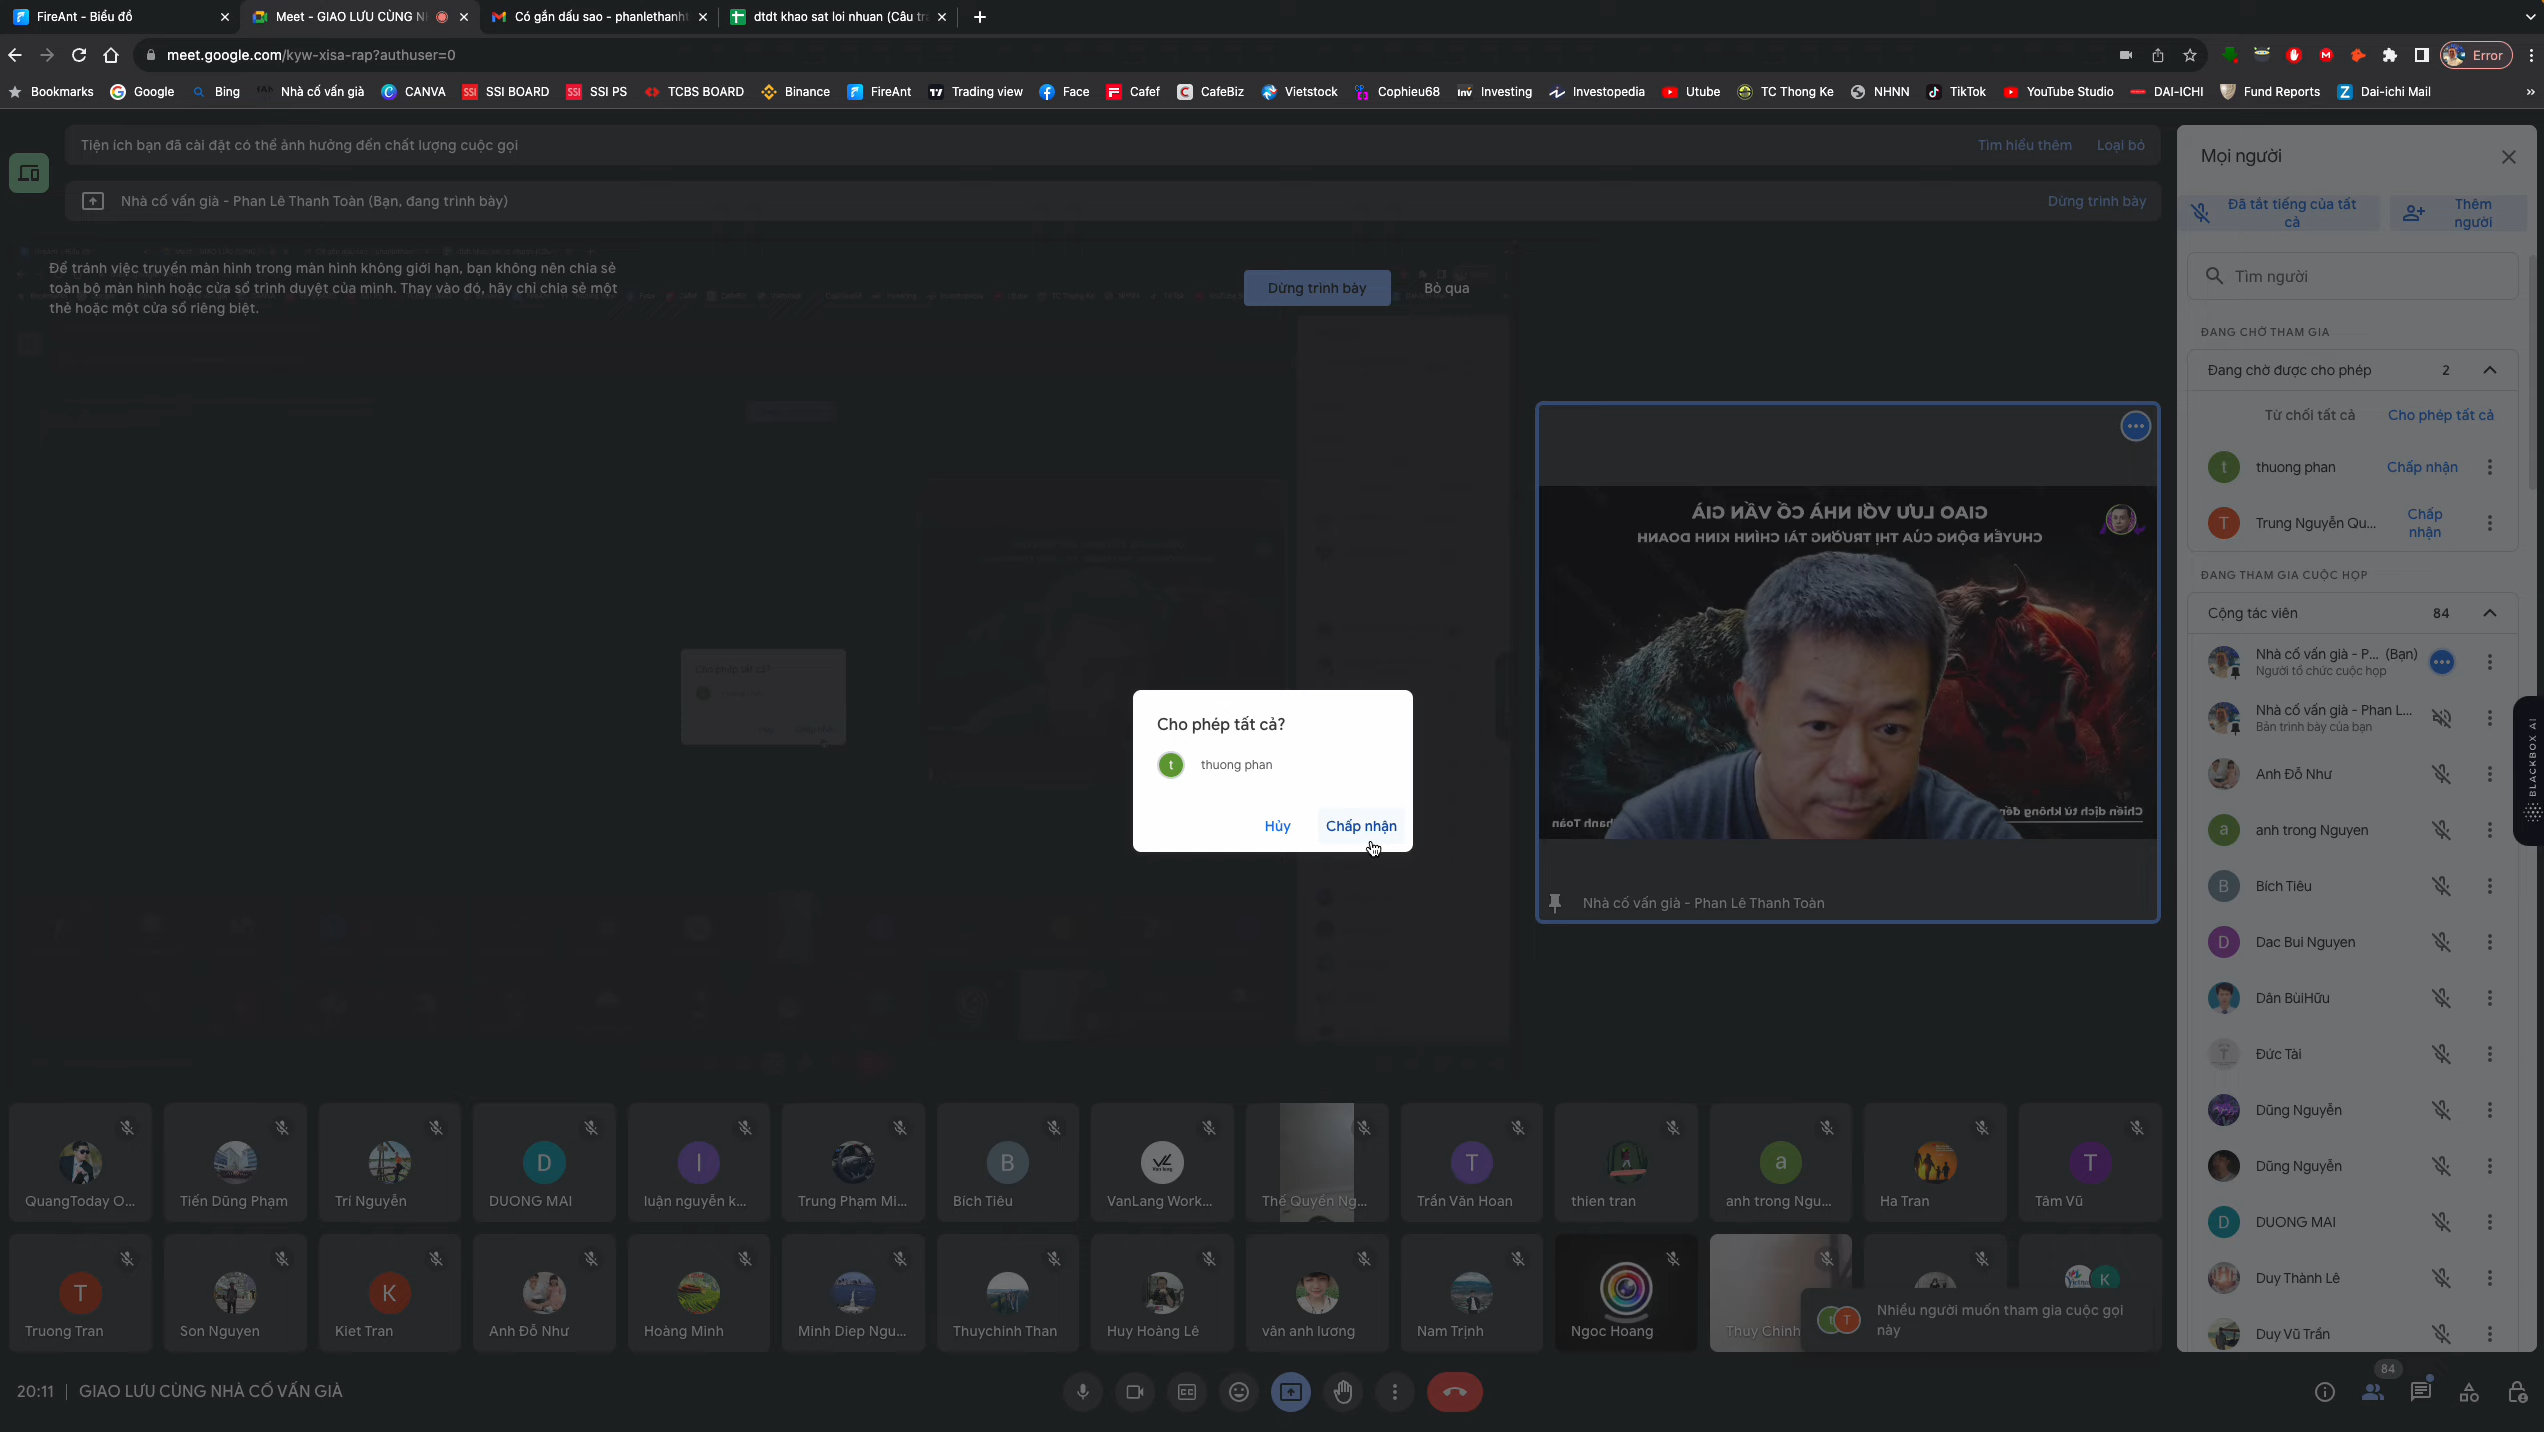 FireAnt - Biểu đồ
Meet - GIAO LƯU CÙNG N
Có gắn dấu sao - phanlethanht
dtdt khao sat loi nhuan (Câu tr
meet.google.com/kyw-xisa-rap?authuser=0
Error
Bookmarks
Google
Bing
Nhà cố vấn già
CANVA
SSI BOARD
SSI PS
TCBS BOARD
Binance
FireAnt
Trading view
Face
Cafef
CafeBiz
Vietstock
Cophieu68
Investing
Investopedia
Utube
TC Thong Ke
NHNN
TikTok
YouTube Studio
DAI-ICHI
Fund Reports
Dai-ichi Mail
Tiện ích bạn đã cài đặt có thể ảnh hưởng đến chất lượng cuộc gọi
Tìm hiểu thêm
Loại bỏ
Nhà cố vấn già - Phan Lê Thanh Toàn (Bạn, đang trình bày)
Dừng trình bày
Để tránh việc truyền màn hình trong màn hình không giới hạn, bạn không nên chia sẻ
toàn bộ màn hình hoặc cửa sổ trình duyệt của mình. Thay vào đó, hãy chỉ chia sẻ một
thẻ hoặc một cửa sổ riêng biệt.
Dừng trình bày
Bỏ qua
Cho phép tất cả?
t
thuong phan
Hủy
Chấp nhận
GIAO LƯU VỚI NHÀ CỐ VẤN GIÀ
CHUYỂN ĐỘNG CỦA THỊ TRƯỜNG TÀI CHÍNH KINH DOANH
Chiến dịch từ không đến
hanh Toàn
Nhà cố vấn già - Phan Lê Thanh Toàn
Mọi người
Đã tắt tiếng của tất
cả
Thêm
người
Tìm người
ĐANG CHỜ THAM GIA
Đang chờ được cho phép
2
Từ chối tất cả
Cho phép tất cả
t
thuong phan
Chấp nhận
T
Trung Nguyễn Qu...
Chấp
nhận
ĐANG THAM GIA CUỘC HỌP
Cộng tác viên
84
Nhà cố vấn già - P... (Bạn)
Người tổ chức cuộc họp
Nhà cố vấn già - Phan L...
Bản trình bày của bạn
Anh Đỗ Như
a
anh trong Nguyen
B
Bích Tiêu
D
Dac Bui Nguyen
Dân BùiHữu
Đức Tài
Dũng Nguyễn
Dũng Nguyễn
D
DUONG MAI
Duy Thành Lê
Duy Vũ Trần
BLACKBOX AI
QuangToday O...
Tiến Dũng Phạm
Trí Nguyễn
D
DUONG MAI
l
luận nguyễn k...
Trung Phạm Mi...
B
Bích Tiêu
VanLang Work...
Thế Quyền Ng...
T
Trần Văn Hoan
thien tran
a
anh trong Ngu...
Ha Tran
T
Tâm Vũ
T
Truong Tran
Son Nguyen
K
Kiet Tran
Anh Đỗ Như
Hoàng Minh
Minh Diep Ngu...
Thuychinh Than
Huy Hoàng Lê
vân anh lương
Nam Trịnh
Ngoc Hoang
Thuy Chinh
K
t
T
Nhiều người muốn tham gia cuộc gọi
này
20:11
GIAO LƯU CÙNG NHÀ CỐ VẤN GIÀ
84